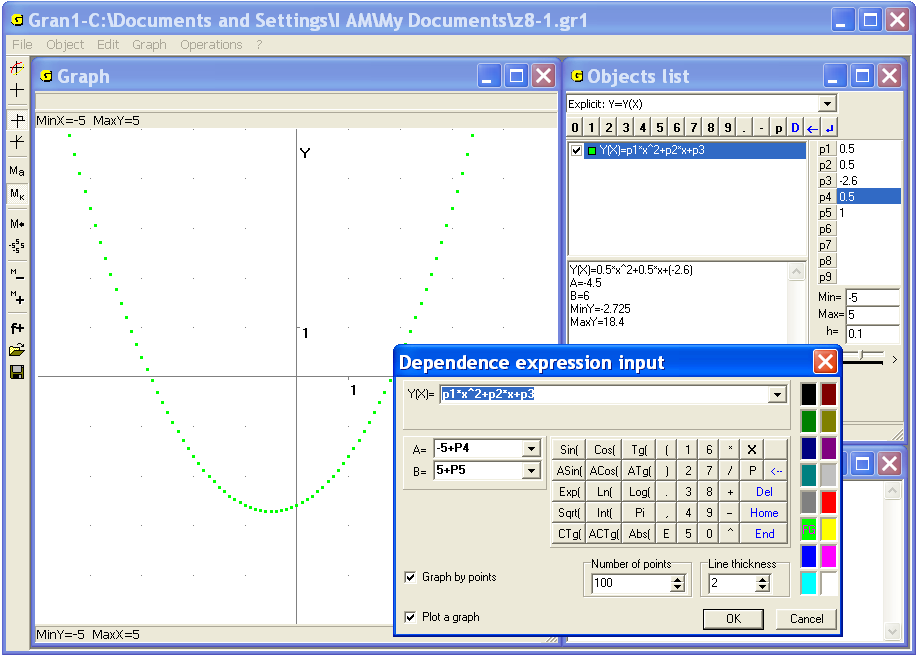 Gran1-C:\Documents and Settings\I AM\My Documents\z8-1.gr1
File Object Edit Graph Operations ?
Graph
MinX=-5 MaxY=5
Y
1
1
MinY=-5 MaxX=5
Ma
Mк
M
sss
M
M
f+
Objects list
Explicit: Y=Y(X)
0 1 2 3 4 5 6 7 8 9 . - p D ← ↲
Y(X)=p1*x^2+p2*x+p3
p1 0.5
p2 0.5
p3 -2.6
p4 0.5
p5 1
p6
p7
p8
p9
Y(X)=0.5*x^2+0.5*x+(-2.6)
A=-4.5
B=6
MinY=-2.725
MaxY=18.4
Min= -5
Max= 5
h= 0.1
>
Dependence expression input
Y(X)= p1*x^2+p2*x+p3
A= -5+P4
B= 5+P5
Sin( Cos( Tg( ( 1 6 * X
ASin( ACos( ATg( ) 2 7 / P <--
Exp( Ln( Log( . 3 8 + Del
Sqrt( Int( Pi , 4 9 - Home
CTg( ACTg( Abs( E 5 0 ^ End
FG
Graph by points
Number of points
100
Line thickness
2
Plot a graph
OK Cancel